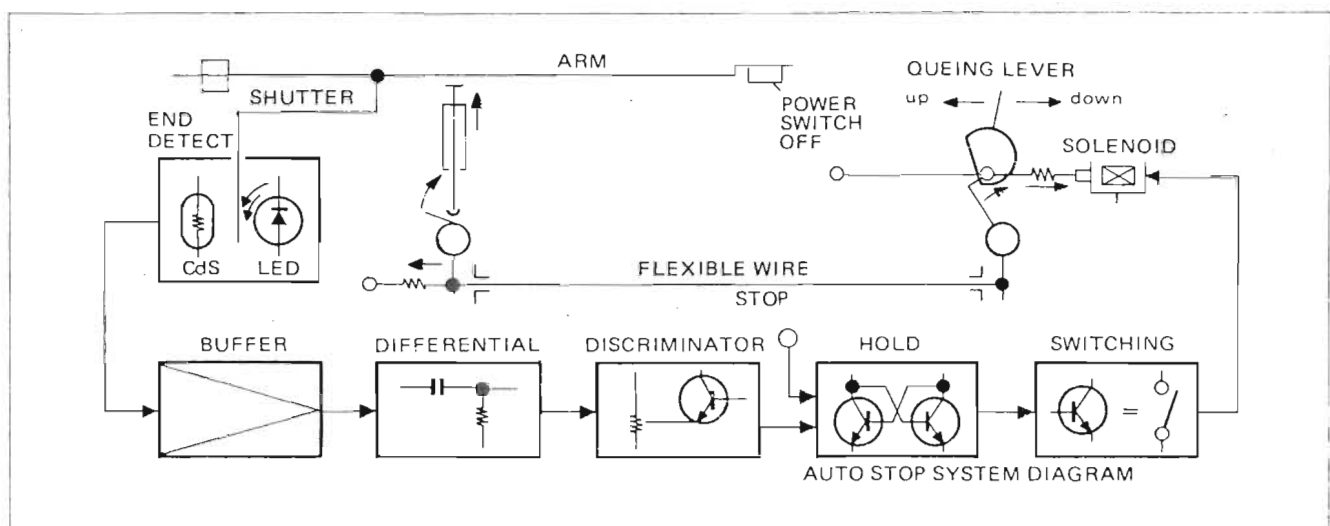 ARM
QUEING LEVER
up
down
SHUTTER
POWER
SWITCH
OFF
END
DETECT
SOLENOID
CdS
LED
FLEXIBLE WIRE
STOP
BUFFER
DIFFERENTIAL
DISCRIMINATOR
HOLD
SWITCHING
=
AUTO STOP SYSTEM DIAGRAM